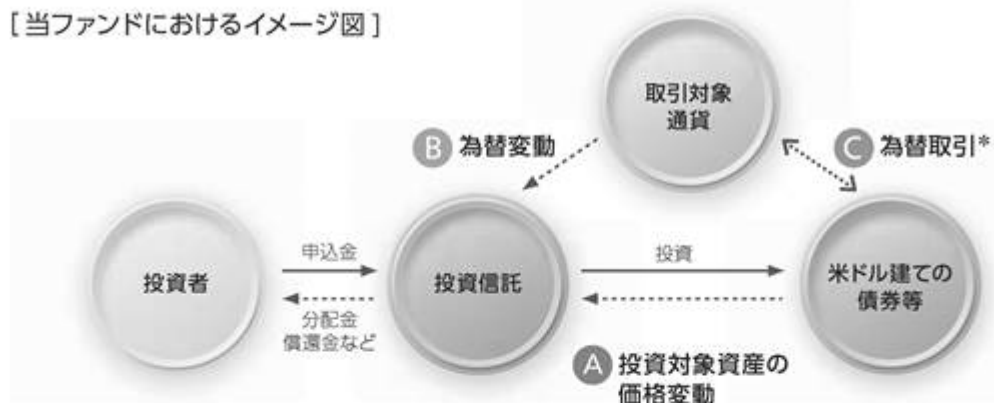 [当ファンドにおけるイメージ図]
取引対象
通貨
B 為替変動
C 為替取引*
投資者
申込金
分配金
償還金など
投資信託
投資
米ドル建ての
債券等
A 投資対象資産の
価格変動